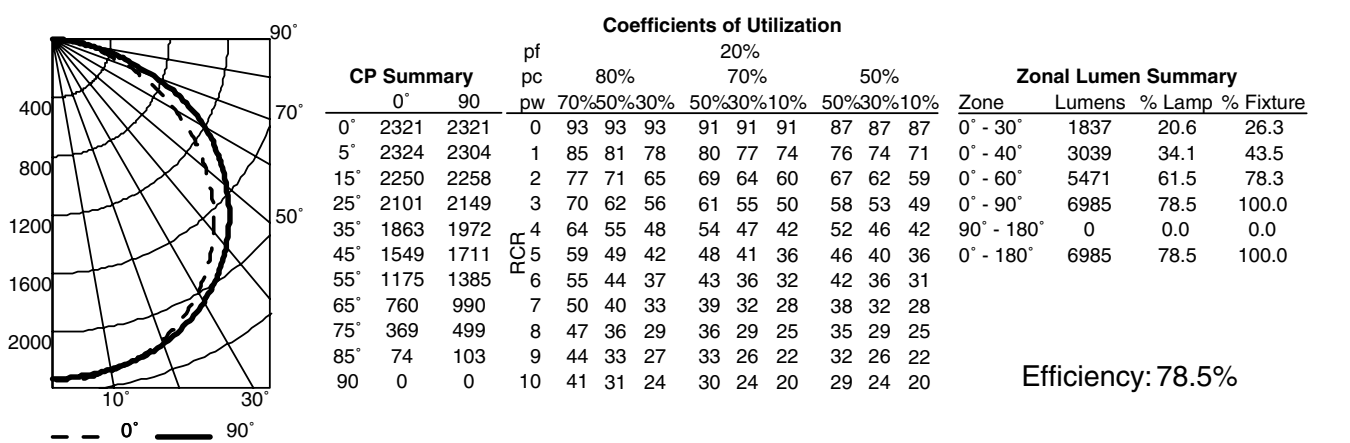 90°
400
70°
800
1200
50°
1600
2000
10° 30°
0° 90°
CP Summary
0° 90
0° 2321 2321
5° 2324 2304
15° 2250 2258
25° 2101 2149
35° 1863 1972
45° 1549 1711
55° 1175 1385
65° 760 990
75° 369 499
85° 74 103
90 0 0
Coefficients of Utilization
pf 20%
pc 80% 70% 50%
pw 70%50%30% 50%30%10% 50%30%10%
RCR
0 93 93 93 91 91 91 87 87 87
1 85 81 78 80 77 74 76 74 71
2 77 71 65 69 64 60 67 62 59
3 70 62 56 61 55 50 58 53 49
4 64 55 48 54 47 42 52 46 42
5 59 49 42 48 41 36 46 40 36
6 55 44 37 43 36 32 42 36 31
7 50 40 33 39 32 28 38 32 28
8 47 36 29 36 29 25 35 29 25
9 44 33 27 33 26 22 32 26 22
10 41 31 24 30 24 20 29 24 20
Zonal Lumen Summary
Zone Lumens % Lamp % Fixture
0° - 30° 1837 20.6 26.3
0° - 40° 3039 34.1 43.5
0° - 60° 5471 61.5 78.3
0° - 90° 6985 78.5 100.0
90° - 180° 0 0.0 0.0
0° - 180° 6985 78.5 100.0
Efficiency: 78.5%